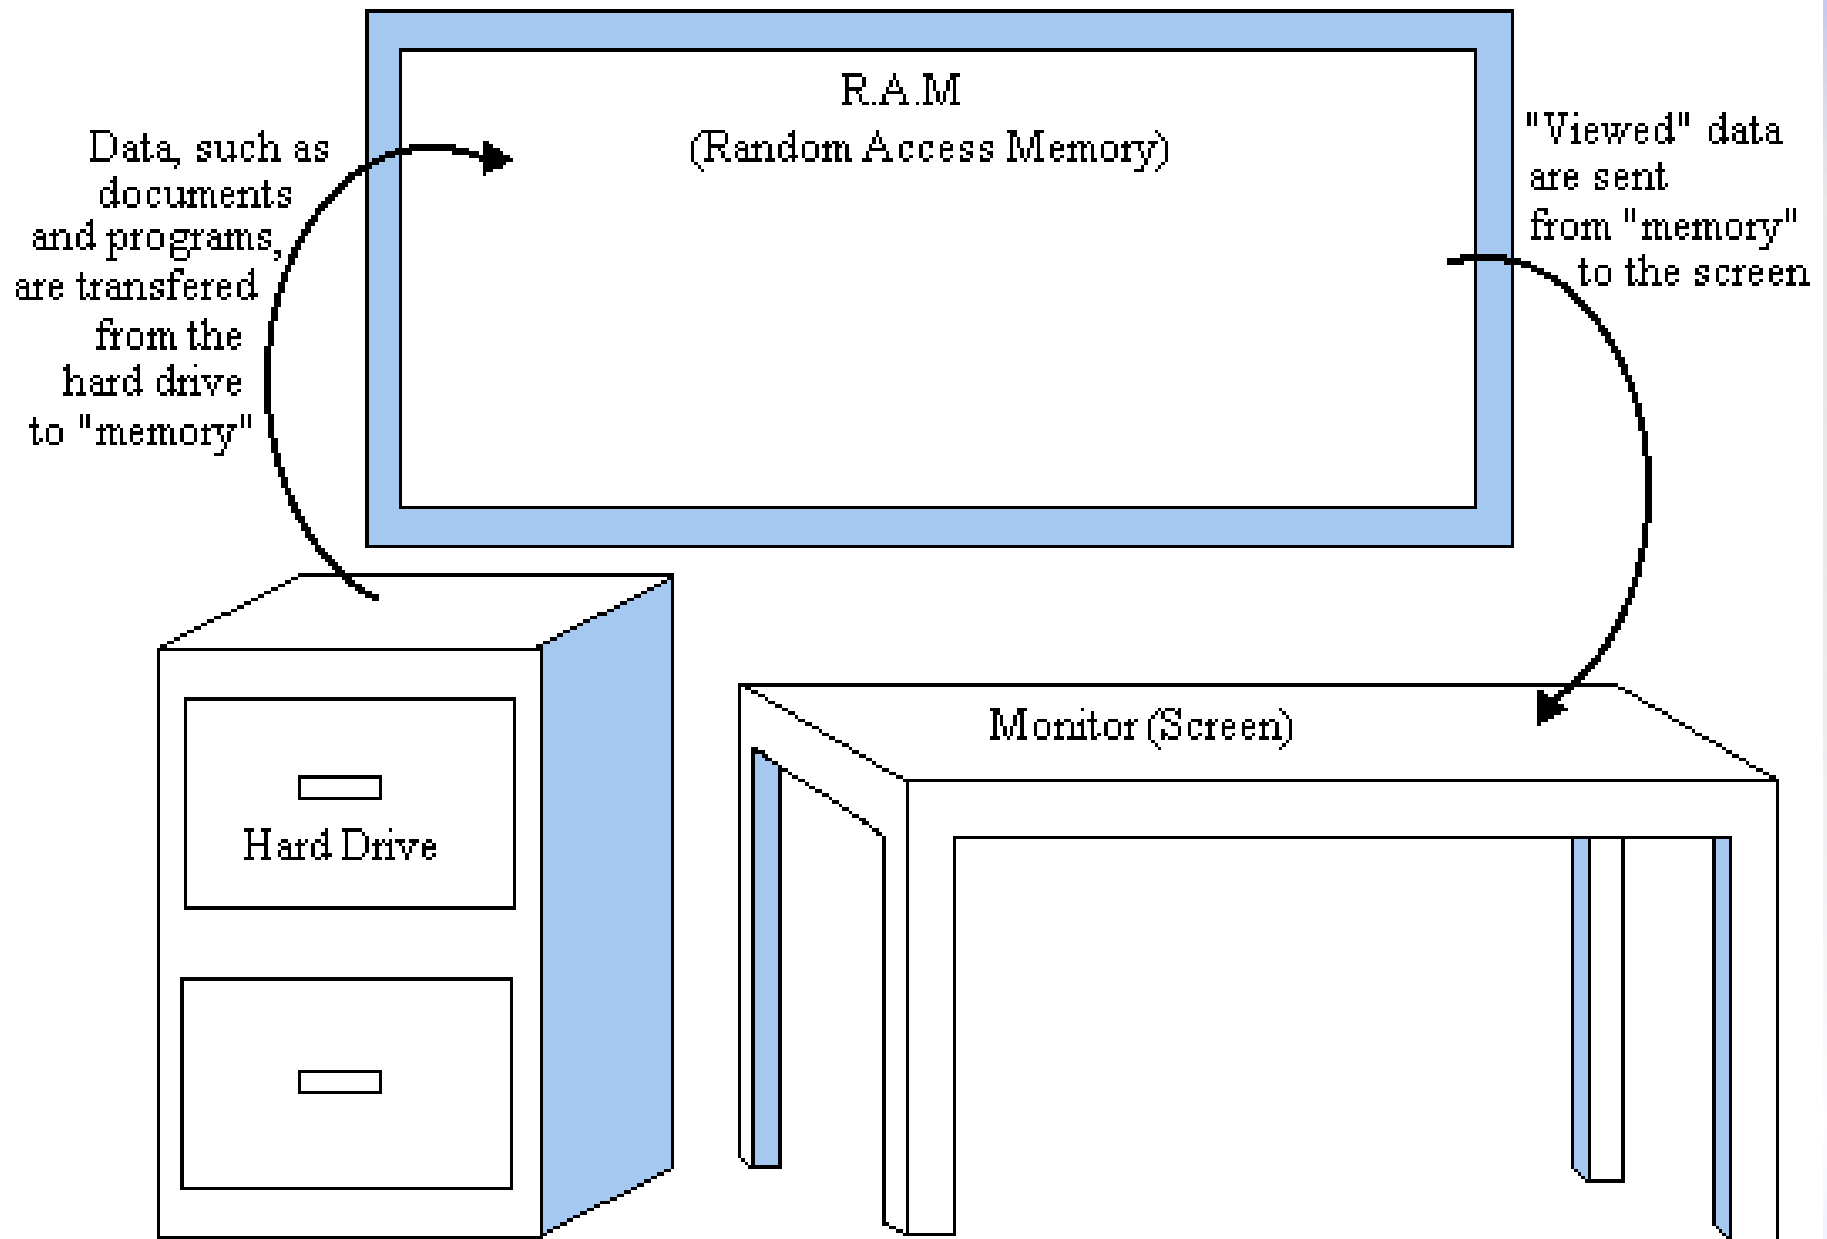 R.A.M
(Random Access Memory)
Data, such as
documents
and programs,
are transfered
from the
hard drive
to "memory"
"Viewed" data
are sent
from "memory"
to the screen
Monitor (Screen)
Hard Drive